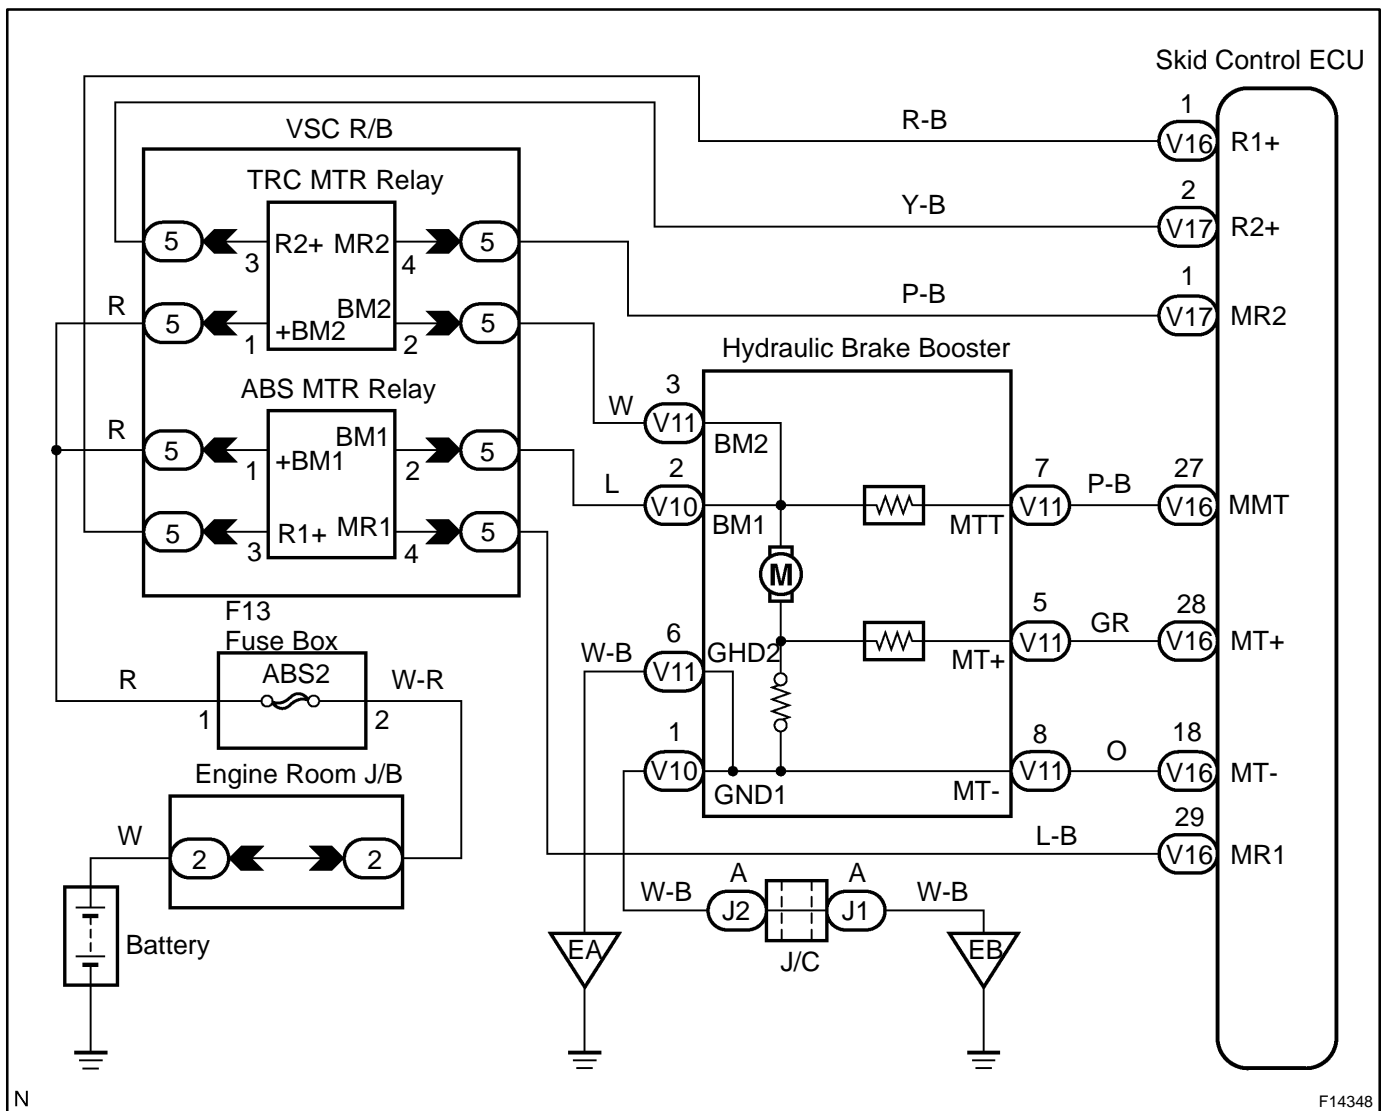 Skid Control ECU
1
R-B
V16
R1+
VSC R/B
TRC MTR Relay
2
Y-B
V17
R2+
5
R2+
MR2
5
3
4
1
P-B
V17
MR2
R
5
+BM2
BM2
5
1
2
Hydraulic Brake Booster
ABS MTR Relay
3
W
V11
BM2
R
5
+BM1
BM1
5
1
2
2
L
V10
BM1
7
P-B
27
MTT
V11
V16
MMT
5
R1+
MR1
5
3
4
M
F13
Fuse Box
5
GR
28
6
W-B
V11
GHD2
MT+
V11
V16
MT+
R
ABS2
W-R
1
2
1
V10
GND1
8
O
18
MT-
V11
V16
MT-
Engine Room J/B
29
L-B
V16
MR1
W
2
2
A
A
W-B
J2
J1
W-B
J/C
Battery
EA
EB
N
F14348